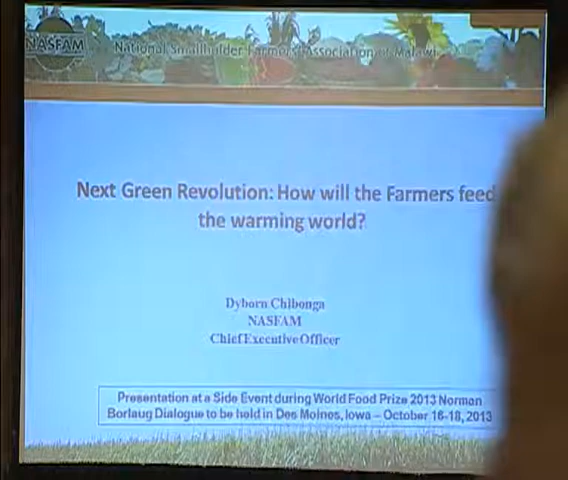 NASFAM
National Smallholder Farmers Association of Malawi
Next Green Revolution: How will the Farmers feed
the warming world?
Dyborn Chibonga
NASFAM
Chief Executive Officer
Presentation at a Side Event during World Food Prize 2013 Norman
Borlaug Dialogue to be held in Des Moines, Iowa – October 16-18, 2013